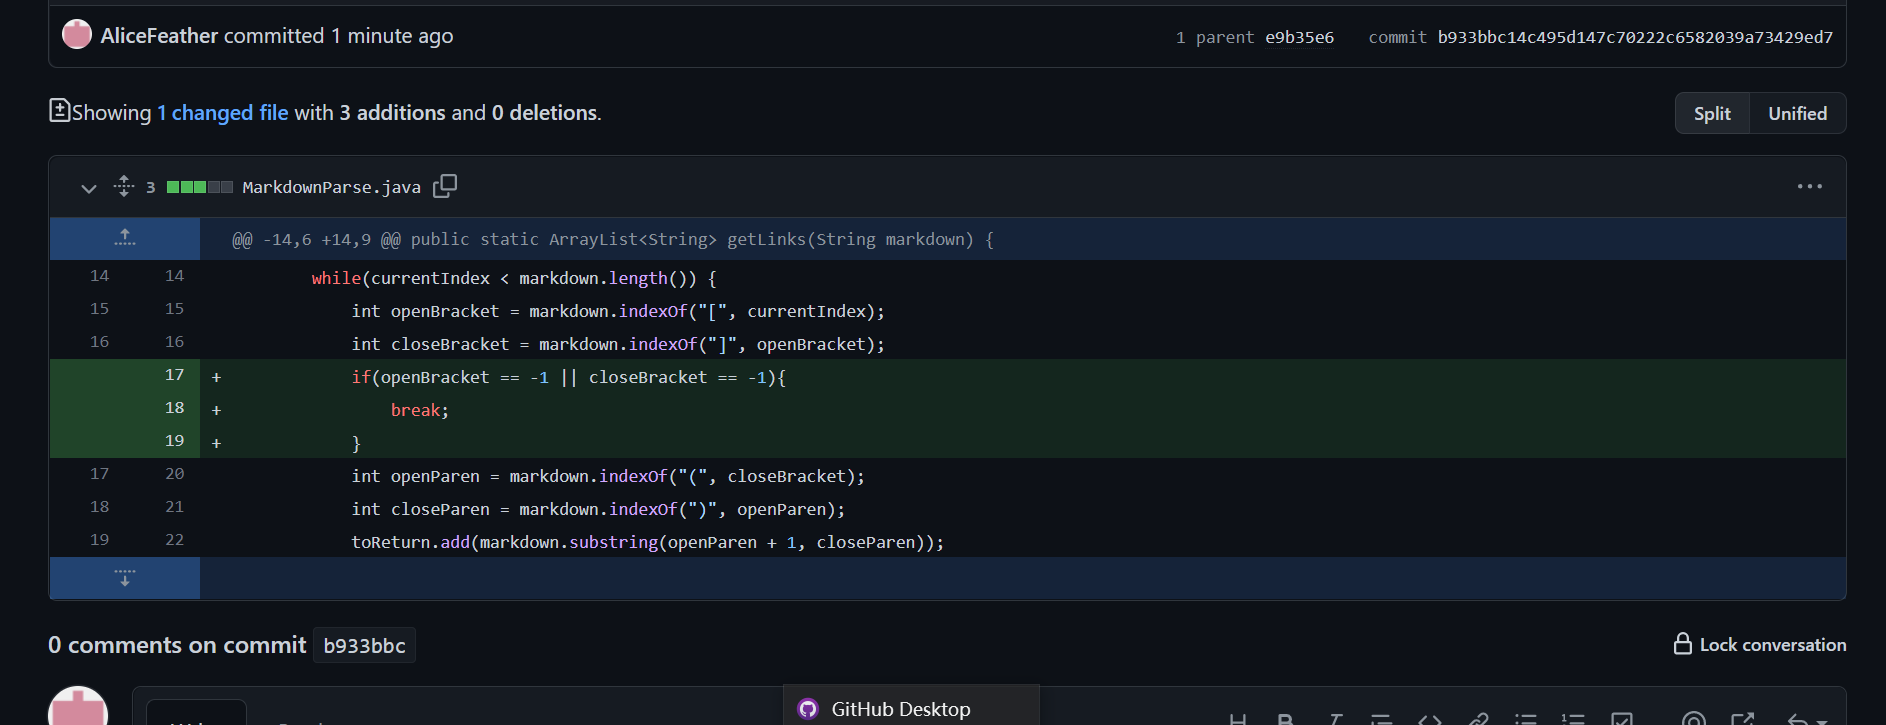 AliceFeather committed 1 minute ago
1 parent e9b35e6 commit b933bbc14c495d147c70222c6582039a73429ed7
Showing 1 changed file with 3 additions and 0 deletions.
Split Unified
3 MarkdownParse.java
@@ -14,6 +14,9 @@ public static ArrayList<String> getLinks(String markdown) {
14 14 while(currentIndex < markdown.length()) {
15 15 int openBracket = markdown.indexOf("[", currentIndex);
16 16 int closeBracket = markdown.indexOf("]", openBracket);
17 + if(openBracket == -1 || closeBracket == -1){
18 + break;
19 + }
17 20 int openParen = markdown.indexOf("(", closeBracket);
18 21 int closeParen = markdown.indexOf(")", openParen);
19 22 toReturn.add(markdown.substring(openParen + 1, closeParen));
0 comments on commit b933bbc
Lock conversation
GitHub Desktop